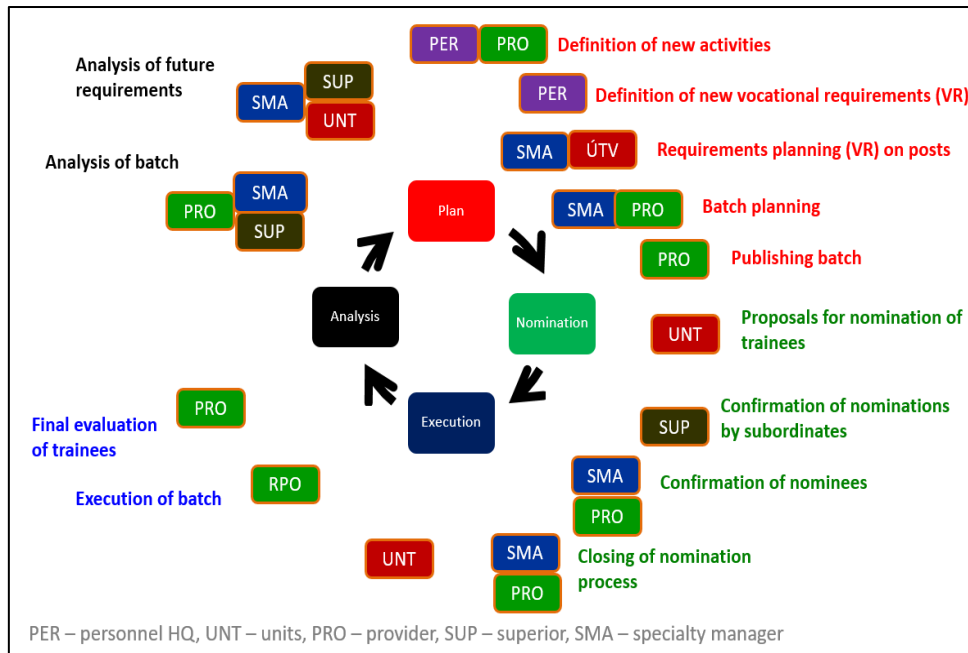 PER PRO Definition of new activities
PER Definition of new vocational requirements (VR)
SMA ÚTV Requirements planning (VR) on posts
SMA PRO Batch planning
PRO Publishing batch
UNT Proposals for nomination of
trainees
SUP Confirmation of nominations
by subordinates
SMA PRO Confirmation of nominees
SMA PRO Closing of nomination
process
UNT
RPO Execution of batch
PRO Final evaluation
of trainees
Analysis of batch
PRO SMA SUP
Analysis of future
requirements
SMA SUP UNT
Plan
Nomination
Execution
Analysis
PER – personnel HQ, UNT – units, PRO – provider, SUP – superior, SMA – specialty manager